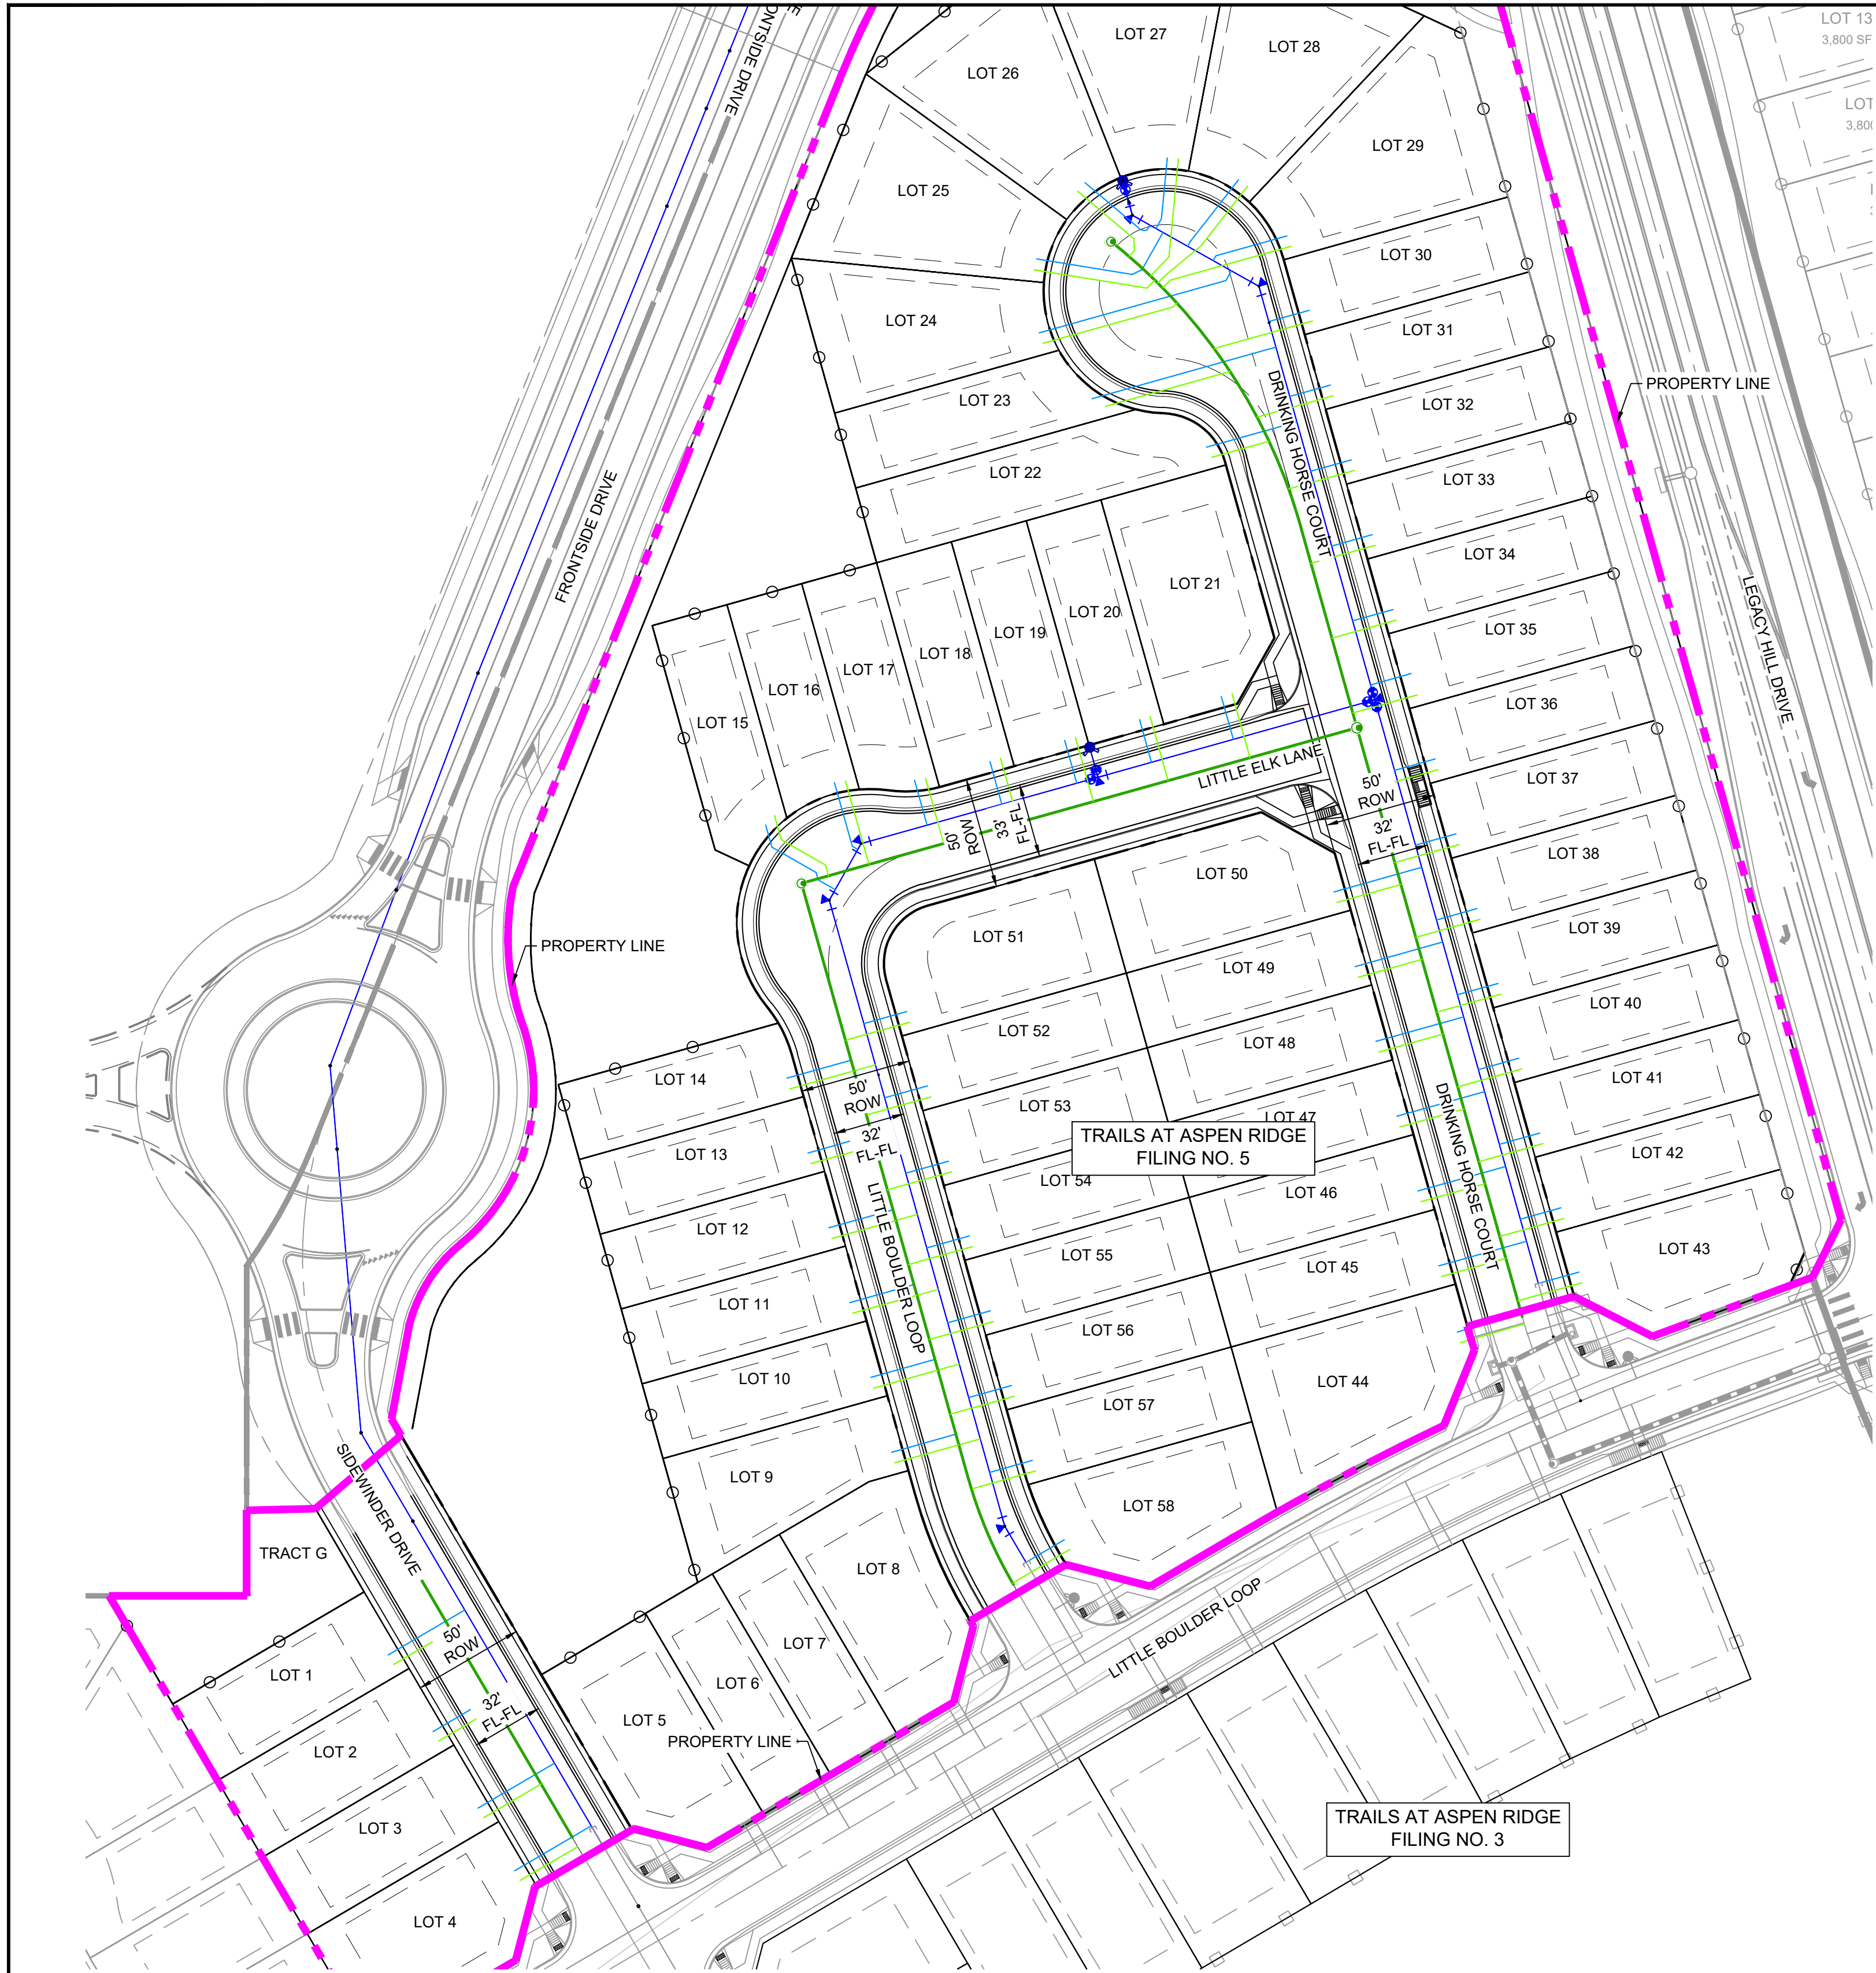 ONTSIDE DRIVE
FRONTSIDE DRIVE
LOT 27
LOT 28
LOT 26
LOT 13
3,800 SF
LOT
LOT 29
LOT 25
LOT 30
LOT 24
LOT 31
PROPERTY LINE
LOT 23
LOT 32
DRINKING HORSE COURT
LOT 22
LOT 33
LOT 34
LOT 21
LOT 20
LOT 19
LOT 18
LOT 17
LOT 16
LOT 15
LOT 35
LEGACY HILL DRIVE
LOT 36
LITTLE ELK LANE
LOT 37
50'
ROW
33'
FL-FL
50'
ROW
32'
FL-FL
LOT 38
LOT 50
LOT 51
LOT 39
PROPERTY LINE
LOT 49
LOT 40
LOT 52
LOT 48
LOT 14
LOT 41
50'
ROW
LOT 53
LOT 47
32'
FL-FL
TRAILS AT ASPEN RIDGE
FILING NO. 5
DRINKING HORSE COURT
LOT 13
LOT 42
LOT 54
LOT 46
LITTLE BOULDER LOOP
LOT 12
LOT 55
LOT 43
LOT 45
LOT 11
LOT 56
LOT 10
LOT 44
LOT 57
LOT 9
LOT 58
SIDEWINDER DRIVE
TRACT G
LOT 8
LITTLE BOULDER LOOP
50'
ROW
LOT 7
LOT 1
LOT 6
32'
FL-FL
LOT 5
PROPERTY LINE
LOT 2
LOT 3
TRAILS AT ASPEN RIDGE
FILING NO. 3
LOT 4